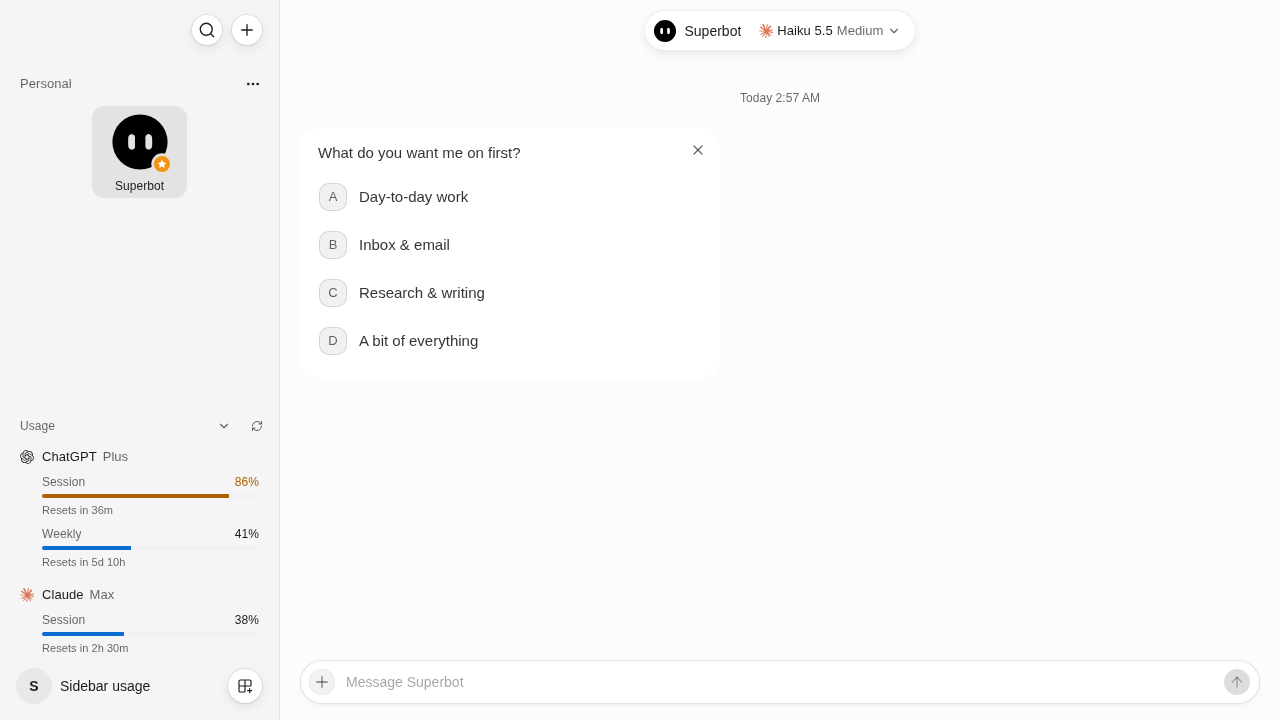 Personal
Superbot
Usage
ChatGPT Plus
Session 86%
Resets in 36m
Weekly 41%
Resets in 5d 10h
Claude Max
Session 38%
Resets in 2h 30m
S Sidebar usage
Superbot Haiku 5.5 Medium
Today 2:57 AM
What do you want me on first?
A Day-to-day work
B Inbox & email
C Research & writing
D A bit of everything
Message Superbot